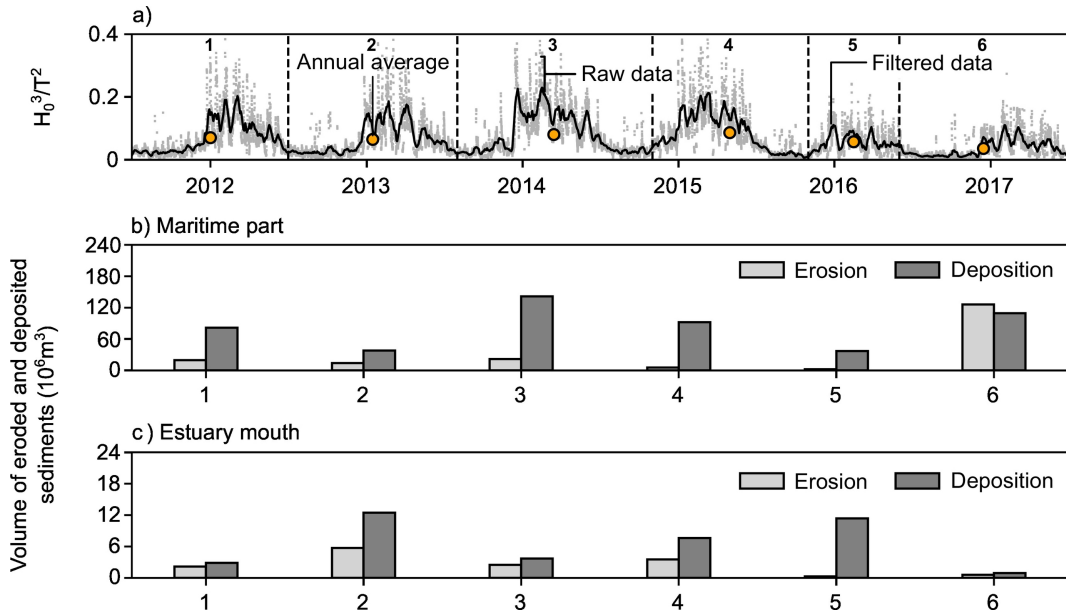 a)
0.4
0.2
0
H₀³/T²
1 2 3 4 5 6
Annual average
Raw data
Filtered data
2012 2013 2014 2015 2016 2017
Volume of eroded and deposited
sediments (10⁶m³)
b) Maritime part
240
180
120
60
0
Erosion Deposition
1 2 3 4 5 6
c) Estuary mouth
24
18
12
6
0
Erosion Deposition
1 2 3 4 5 6